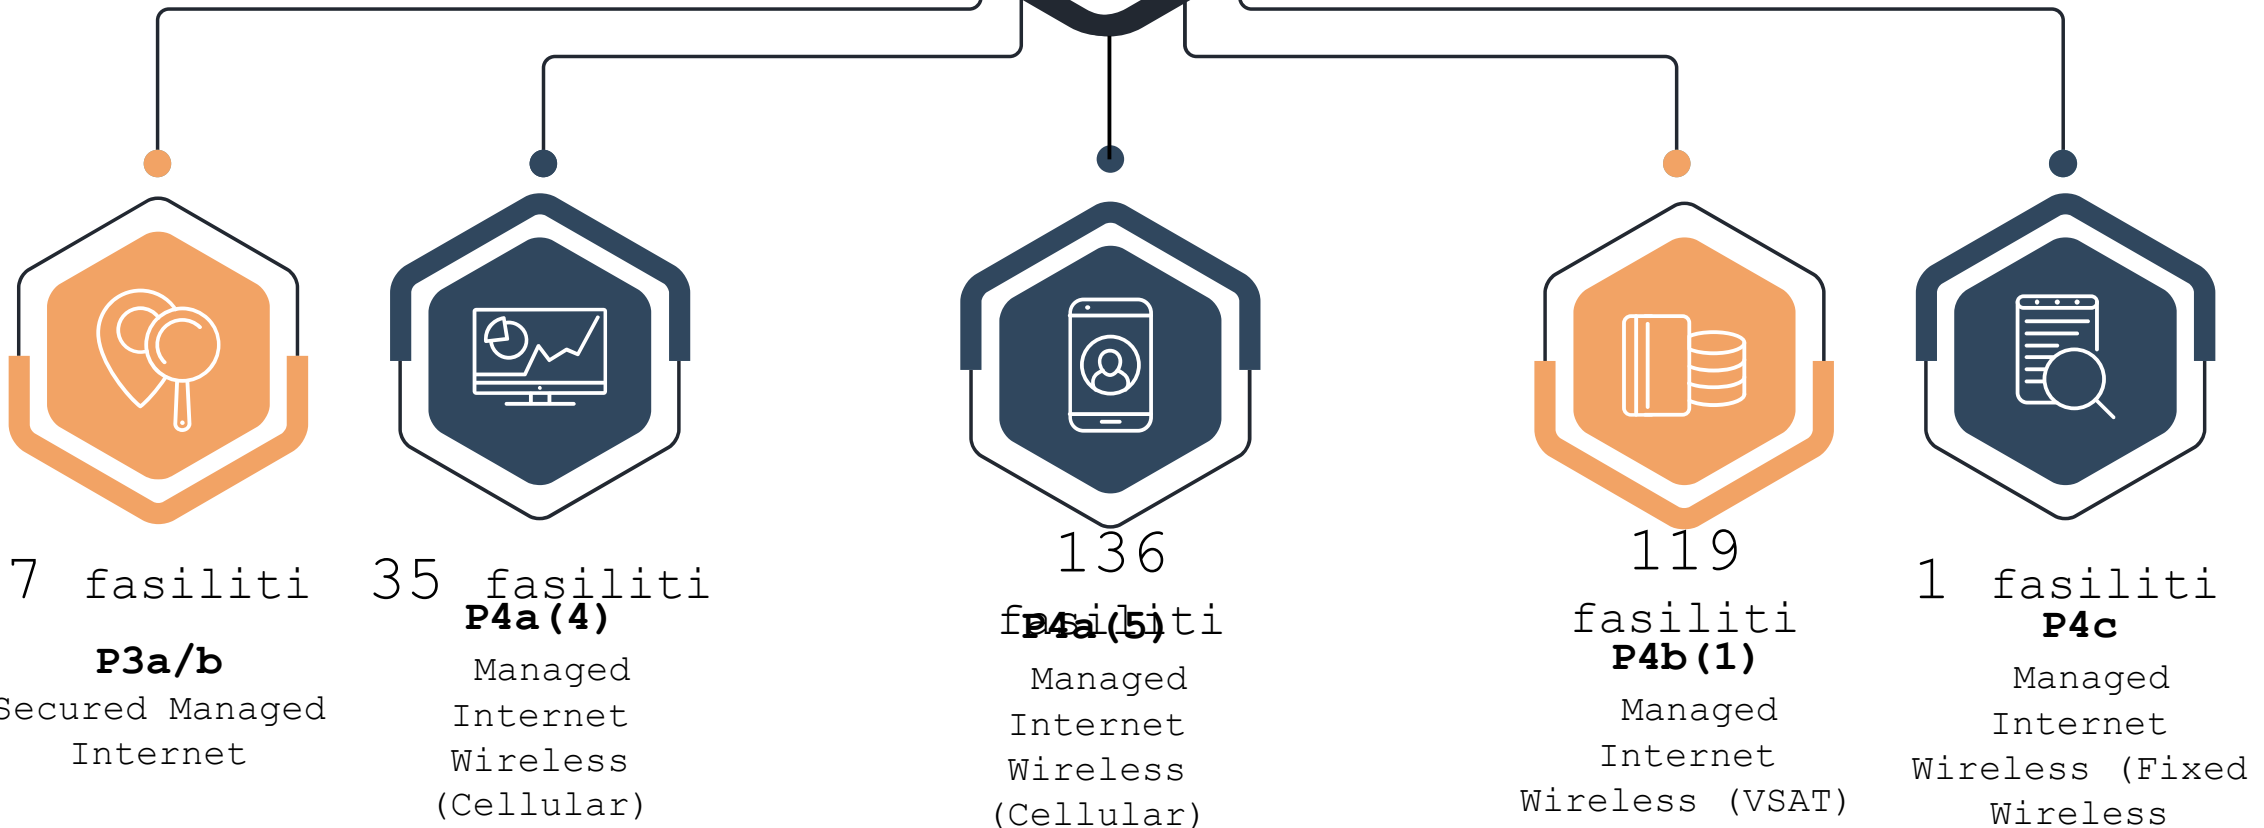 7 fasiliti
P3a/b
Secured Managed
Internet
35 fasiliti
P4a(4)
Managed
Internet
Wireless
(Cellular)
136
fasiliti
P4a(5)
Managed
Internet
Wireless
(Cellular)
119
fasiliti
P4b(1)
Managed
Internet
Wireless (VSAT)
1 fasiliti
P4c
Managed
Internet
Wireless (Fixed
Wireless